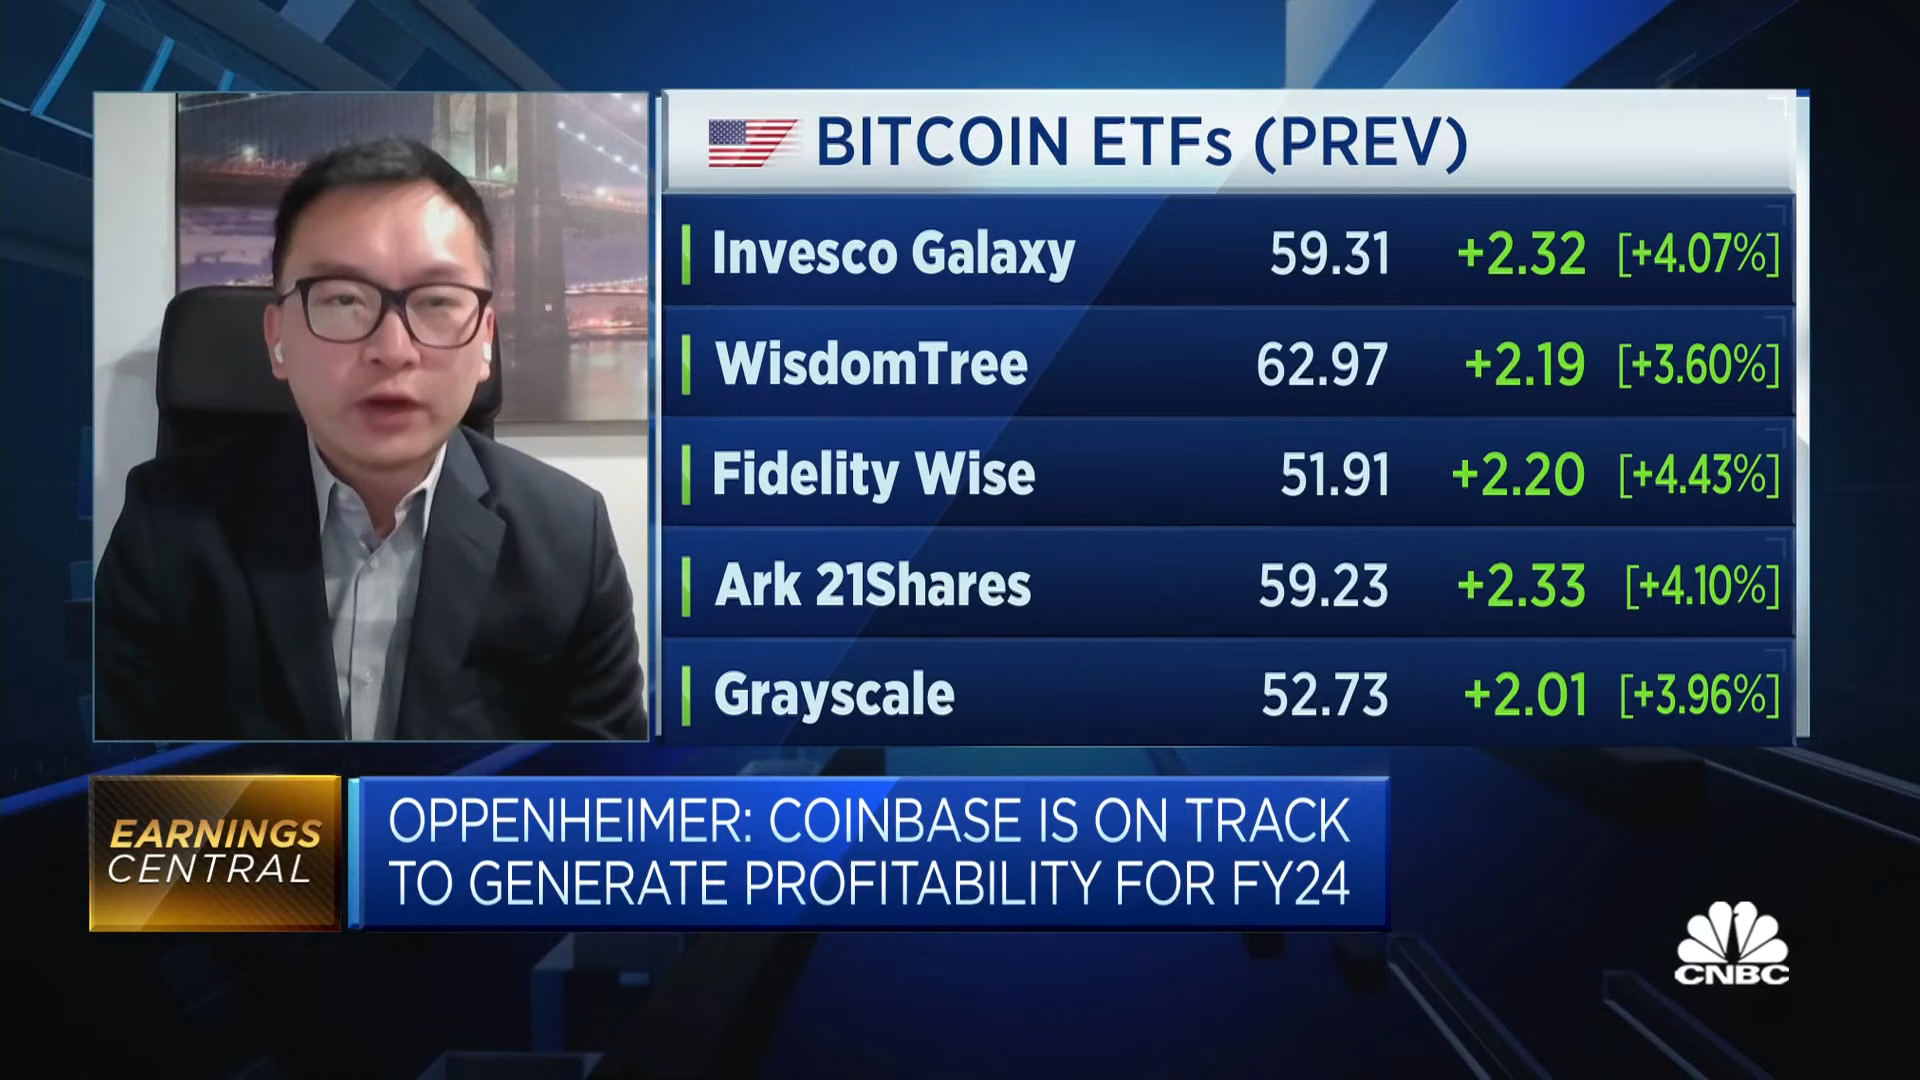 BITCOIN ETFs (PREV)
Invesco Galaxy 59.31 +2.32 [+4.07%]
WisdomTree 62.97 +2.19 [+3.60%]
Fidelity Wise 51.91 +2.20 [+4.43%]
Ark 21Shares 59.23 +2.33 [+4.10%]
Grayscale 52.73 +2.01 [+3.96%]
EARNINGS
CENTRAL
OPPENHEIMER: COINBASE IS ON TRACK
TO GENERATE PROFITABILITY FOR FY24
CNBC